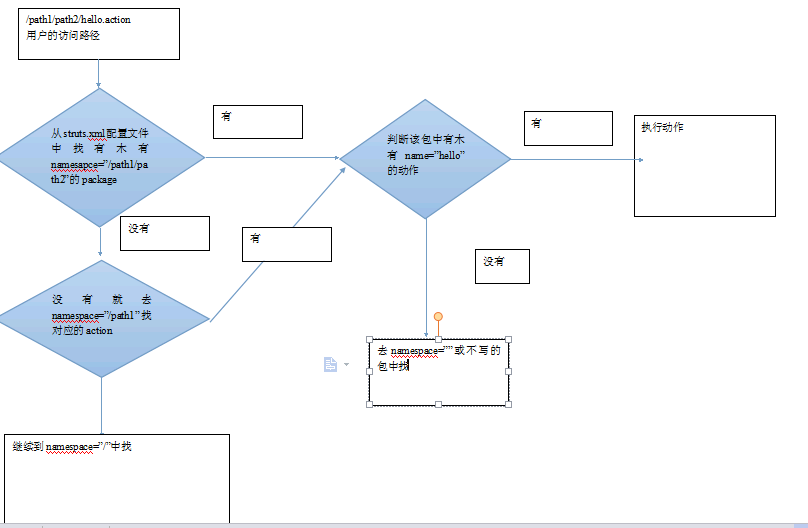 /path1/path2/hello.action
用户的访问路径
从struts.xml配置文件
中找有木有
namesapce="/path1/pa
th2"的package
有
判断该包中有木
有 name="hello"
的动作
有
执行动作
没有
有
没有就去
namespace="/path1"找
对应的action
没有
去namespace=""或不写的
包中找
继续到namespace="/"中找